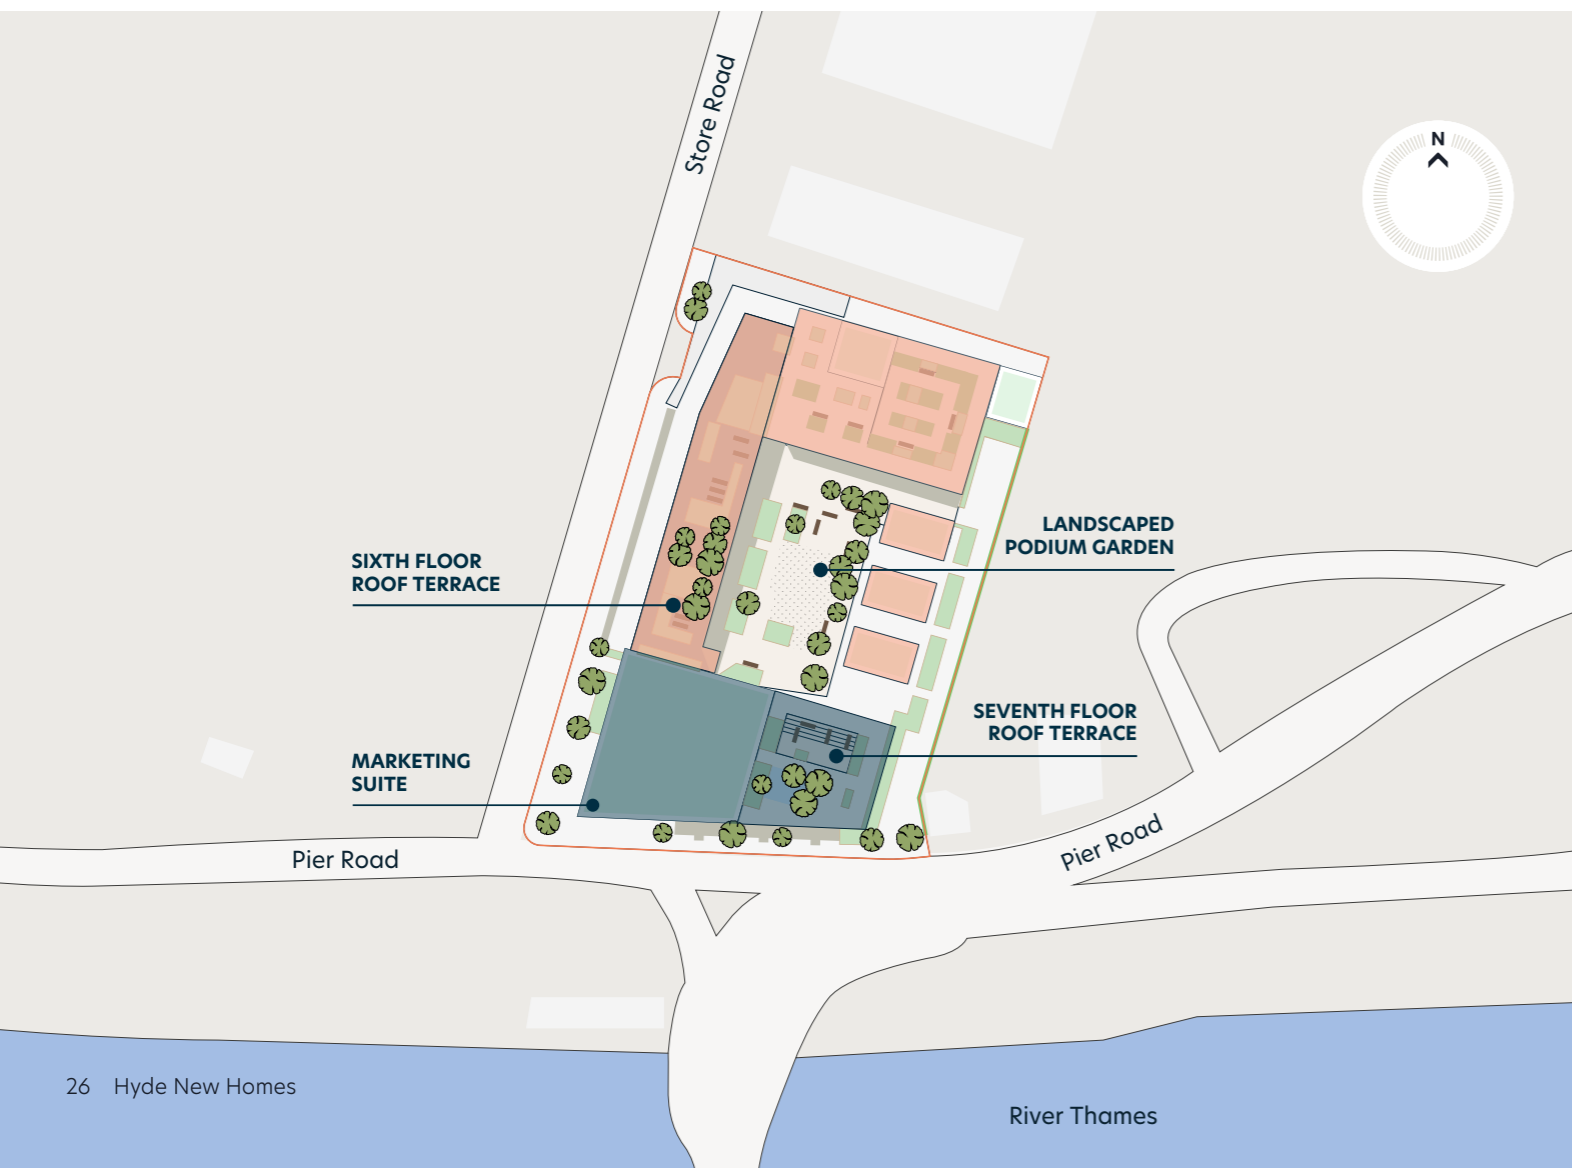 Store Road
N
LANDSCAPED
PODIUM GARDEN
SIXTH FLOOR
ROOF TERRACE
SEVENTH FLOOR
ROOF TERRACE
MARKETING
SUITE
Pier Road
Pier Road
26 Hyde New Homes
River Thames